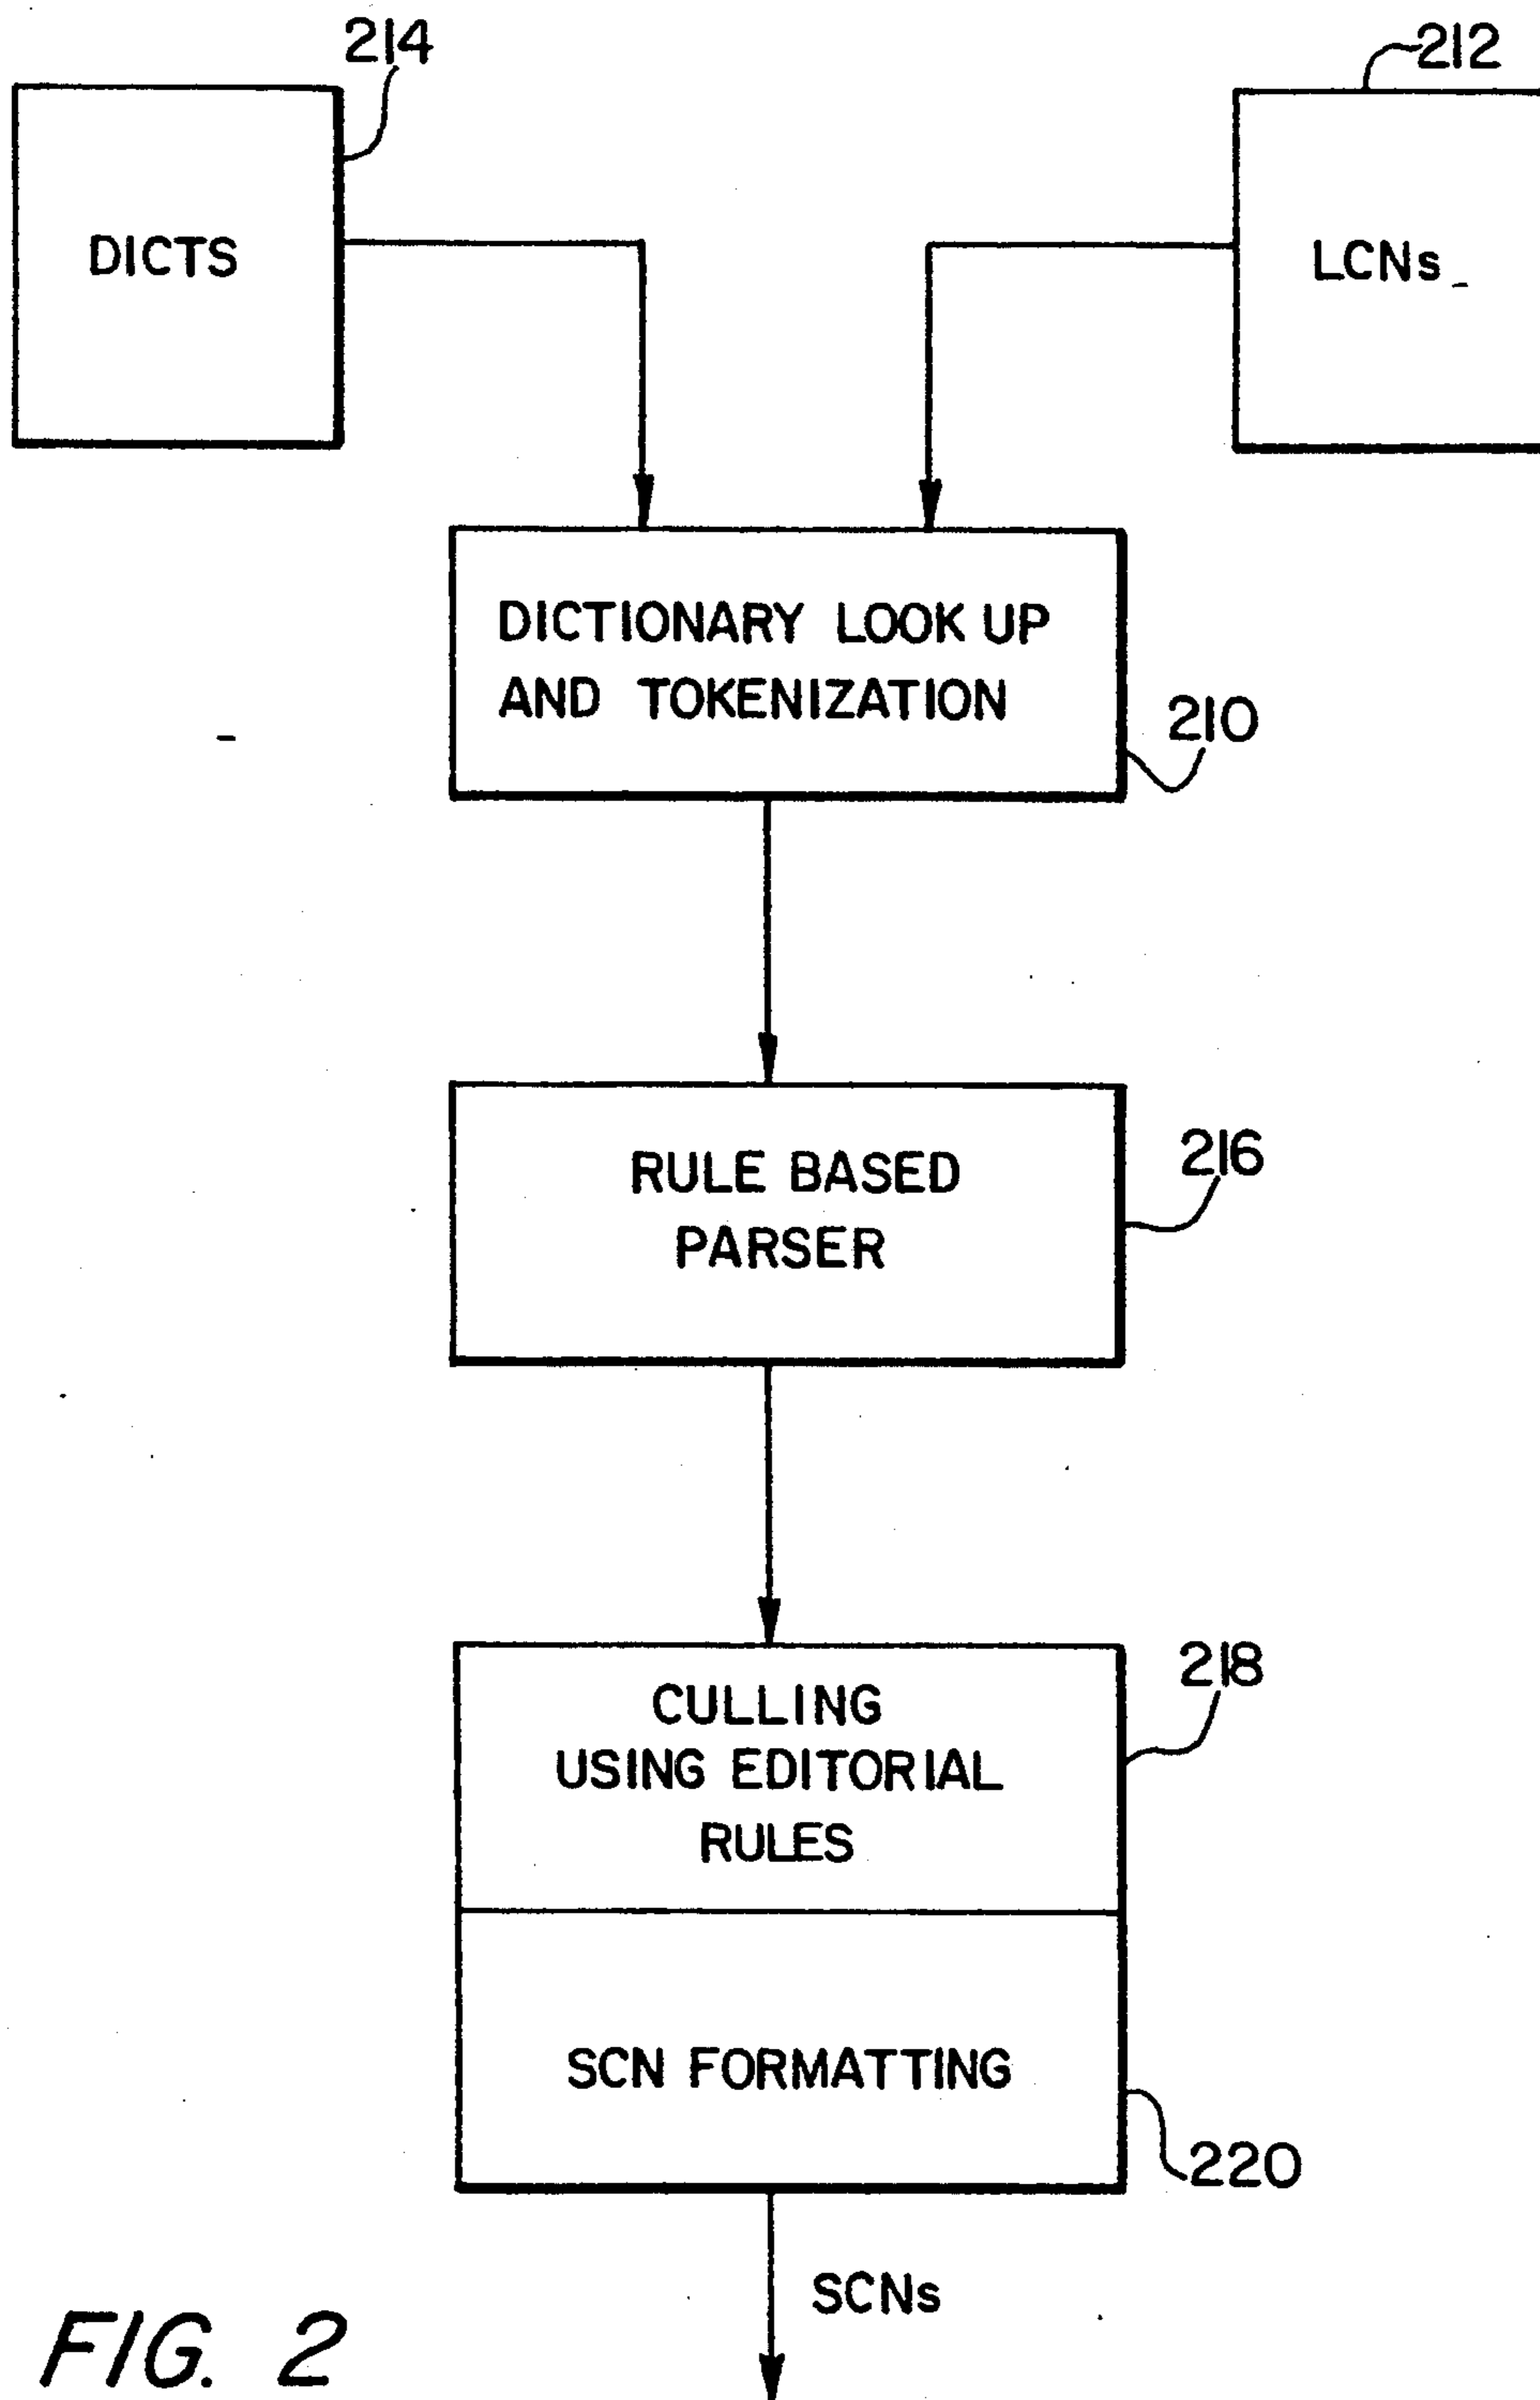 214
212
DICTS
LCNs
DICTIONARY LOOK UP
AND TOKENIZATION
210
RULE BASED
PARSER
216
CULLING
USING EDITORIAL
RULES
218
SCN FORMATTING
220
SCNs
FIG. 2